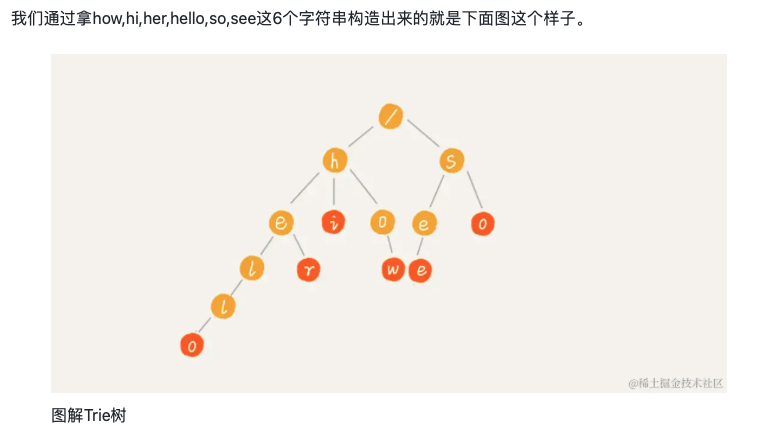 我们通过拿how,hi,her,hello,so,see这6个字符串构造出来的就是下面图这个样子。
/
h s
e i o e o
l r w e
l
o
@稀土掘金技术社区
图解Trie树